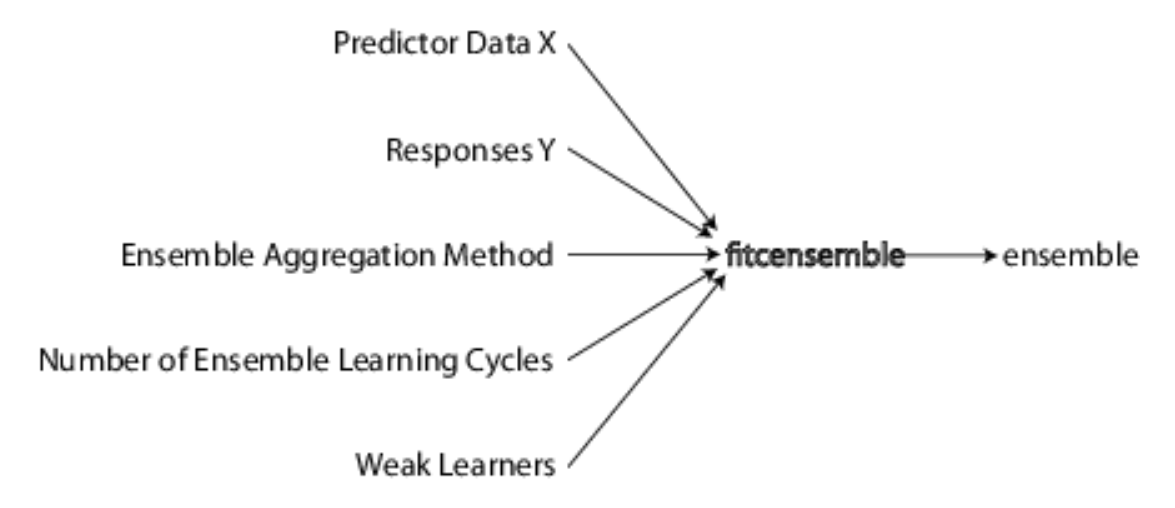 Predictor Data X
Responses Y
Ensemble Aggregation Method
fitcensemble
ensemble
Number of Ensemble Learning Cycles
Weak Learners